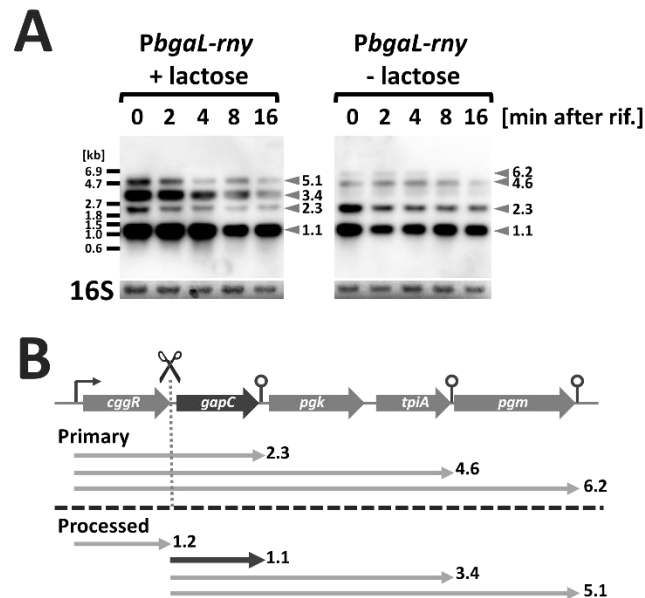 A
PbgaL-rny PbgaL-rny
+ lactose - lactose
0 2 4 8 16 0 2 4 8 16 [min after rif.]
[kb]
6.9
4.7
2.7
1.8
1.5
1.0
0.6
5.1
3.4
2.3
1.1
6.2
4.6
2.3
1.1
16S
B
cggR gapC pgk tpiA pgm
Primary
2.3
4.6
6.2
Processed
1.2
1.1
3.4
5.1